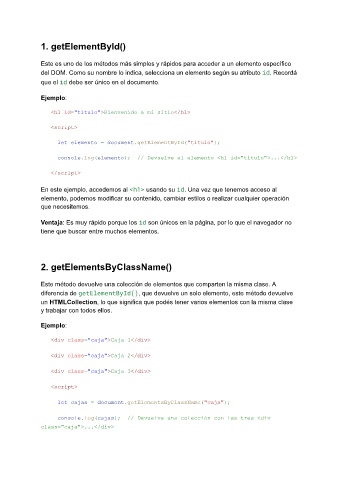 1. getElementById()
Este es uno de los métodos más simples y rápidos para acceder a un elemento específico
del DOM. Como su nombre lo indica, selecciona un elemento según su atributo id. Recordá
que el id debe ser único en el documento.
Ejemplo:
<h1 id="titulo">Bienvenido a mi sitio</h1>
<script>
let elemento = document.getElementById("titulo");
console.log(elemento); // Devuelve el elemento <h1 id="titulo">...</h1>
</script>
En este ejemplo, accedemos al <h1> usando su id. Una vez que tenemos acceso al
elemento, podemos modificar su contenido, cambiar estilos o realizar cualquier operación
que necesitemos.
Ventaja: Es muy rápido porque los id son únicos en la página, por lo que el navegador no
tiene que buscar entre muchos elementos.
2. getElementsByClassName()
Este método devuelve una colección de elementos que comparten la misma clase. A
diferencia de getElementById(), que devuelve un solo elemento, este método devuelve
un HTMLCollection, lo que significa que podés tener varios elementos con la misma clase
y trabajar con todos ellos.
Ejemplo:
<div class="caja">Caja 1</div>
<div class="caja">Caja 2</div>
<div class="caja">Caja 3</div>
<script>
let cajas = document.getElementsByClassName("caja");
console.log(cajas); // Devuelve una colección con las tres <div
class="caja">...</div>